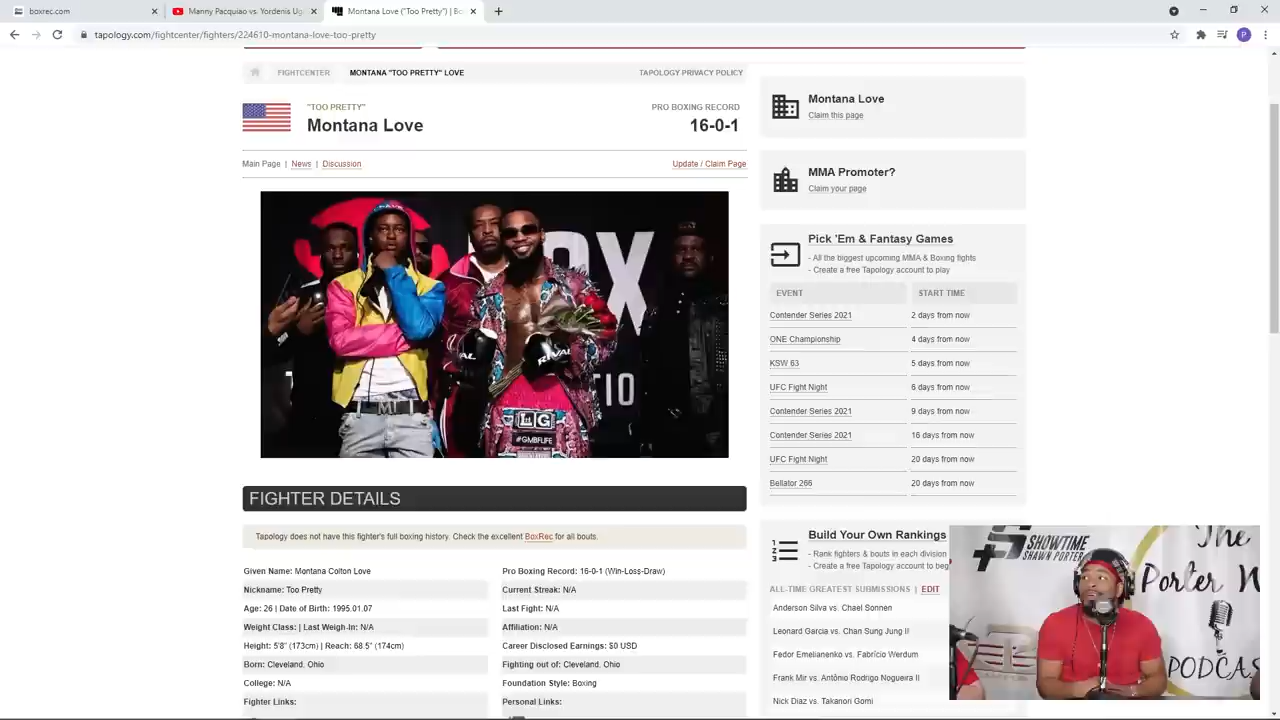 boxrec.com
Manny Pacquiao vs. Yordenis Ug
Montana Love ("Too Pretty") | Bo
tapology.com/fightcenter/fighters/224610-montana-love-too-pretty
P
FIGHTCENTER MONTANA "TOO PRETTY" LOVE TAPOLOGY PRIVACY POLICY
"TOO PRETTY" PRO BOXING RECORD
Montana Love 16-0-1
Main Page | News | Discussion Update / Claim Page
FIGHTER DETAILS
Tapology does not have this fighter's full boxing history. Check the excellent BoxRec for all bouts.
Given Name: Montana Colton Love
Pro Boxing Record: 16-0-1 (Win-Loss-Draw)
Nickname: Too Pretty
Current Streak: N/A
Age: 26 | Date of Birth: 1995.01.07
Last Fight: N/A
Weight Class: | Last Weigh-In: N/A
Affiliation: N/A
Height: 5'8" (173cm) | Reach: 68.5" (174cm)
Career Disclosed Earnings: $0 USD
Born: Cleveland, Ohio
Fighting out of: Cleveland, Ohio
College: N/A
Foundation Style: Boxing
Fighter Links:
Personal Links:
Montana Love
Claim this page
MMA Promoter?
Claim your page
Pick 'Em & Fantasy Games
- All the biggest upcoming MMA & Boxing fights
- Create a free Tapology account to play
EVENT START TIME
Contender Series 2021 2 days from now
ONE Championship 4 days from now
KSW 63 5 days from now
UFC Fight Night 6 days from now
Contender Series 2021 9 days from now
Contender Series 2021 16 days from now
UFC Fight Night 20 days from now
Bellator 266 20 days from now
Build Your Own Rankings
- Rank fighters & bouts in each division
- Create a free Tapology account to beg
ALL-TIME GREATEST SUBMISSIONS | EDIT
Anderson Silva vs. Chael Sonnen
Leonard Garcia vs. Chan Sung Jung II
Fedor Emelianenko vs. Fabrício Werdum
Frank Mir vs. Antônio Rodrigo Nogueira II
Nick Diaz vs. Takanori Gomi
OX
TIO
RIVAL
LG
#GMBFLIFE
SHOWTIME
SHAWN PORTER
The
Porter W
PODCAS